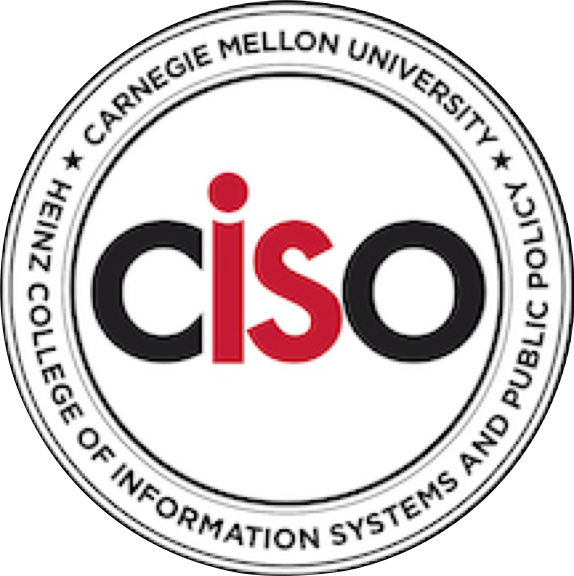 ★ CARNEGIE MELLON UNIVERSITY ★
HEINZ COLLEGE OF INFORMATION SYSTEMS AND PUBLIC POLICY
ciso